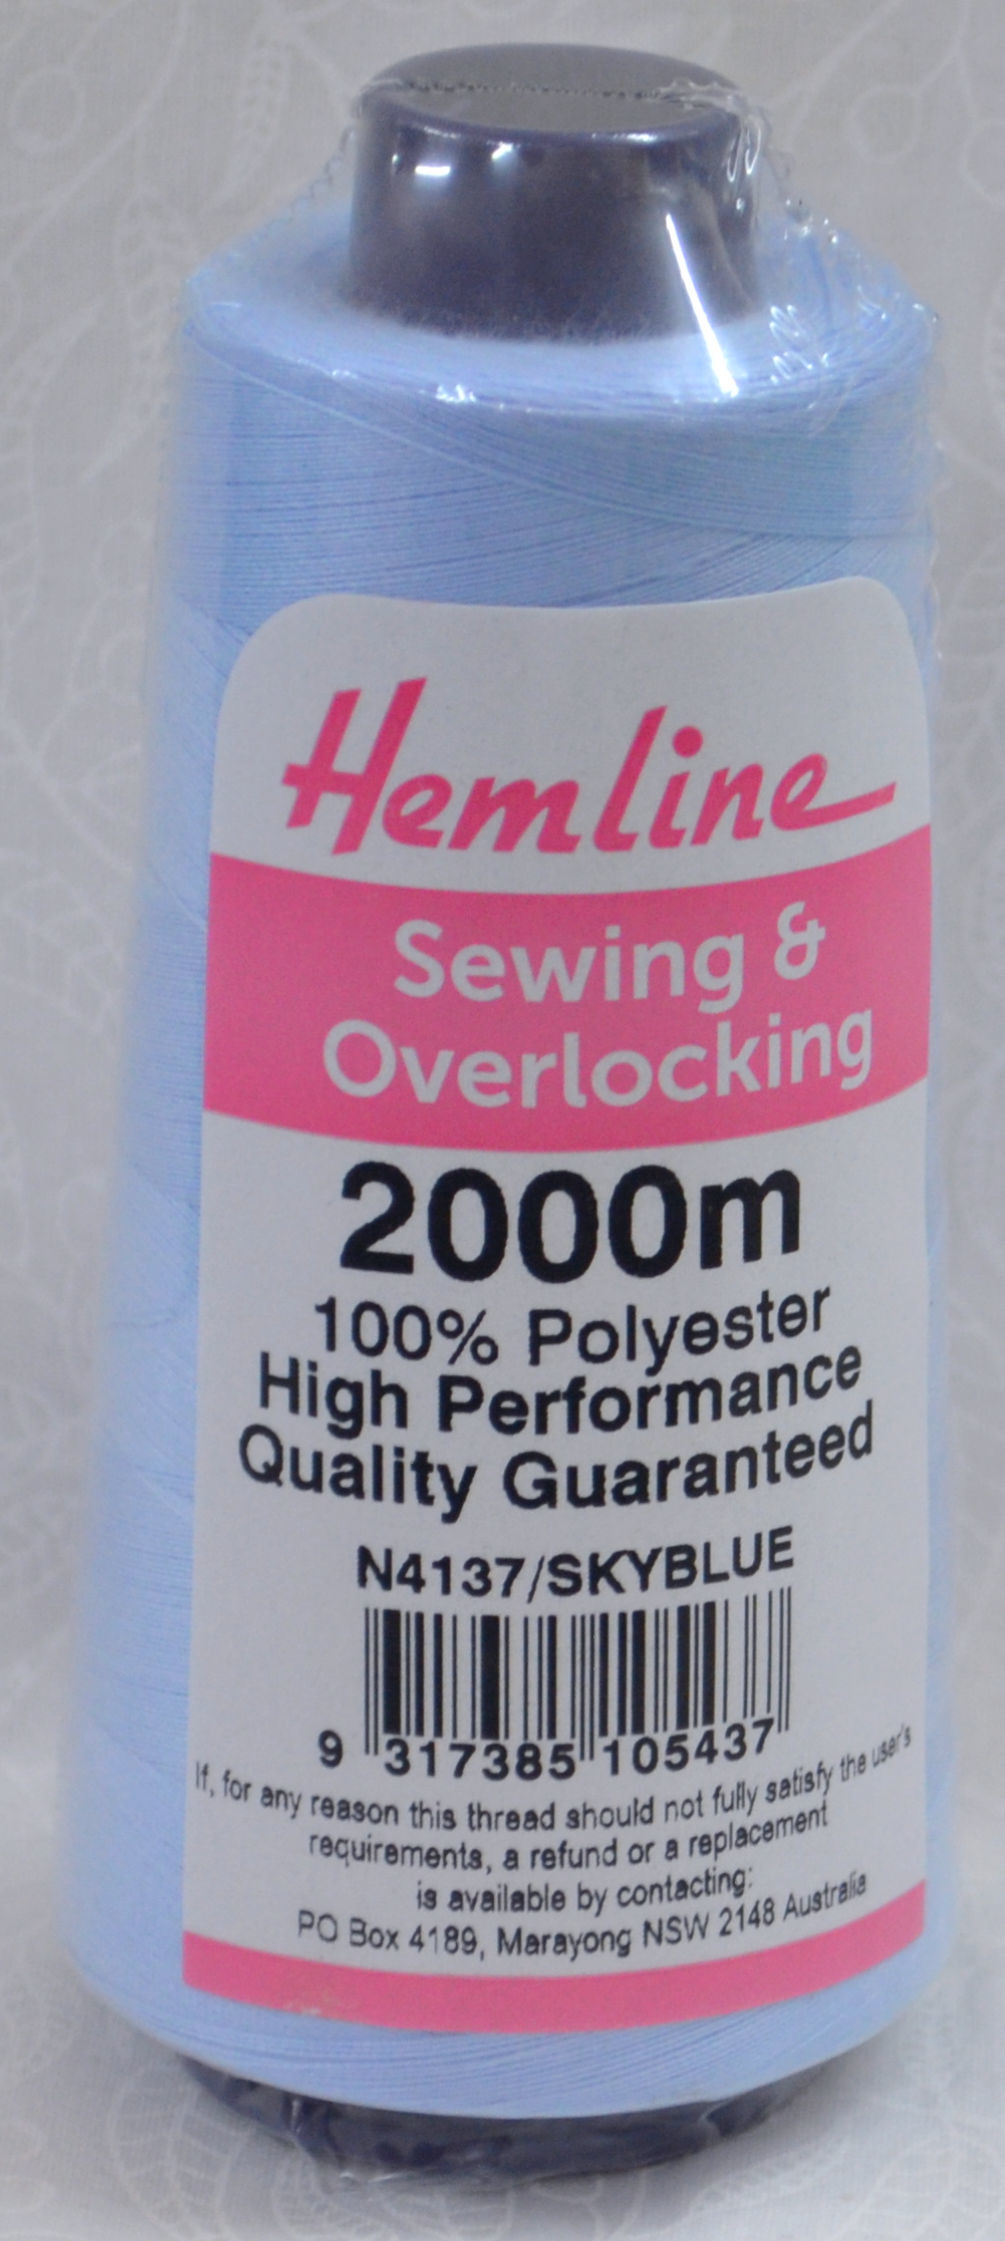 Hemline
Sewing &
Overlocking
2000m
100% Polyester
High Performance
Quality Guaranteed
N4137/SKYBLUE
9 317385 105437
If, for any reason this thread should not fully satisfy the user's
requirements, a refund or a replacement
is available by contacting:
PO Box 4189, Marayong NSW 2148 Australia